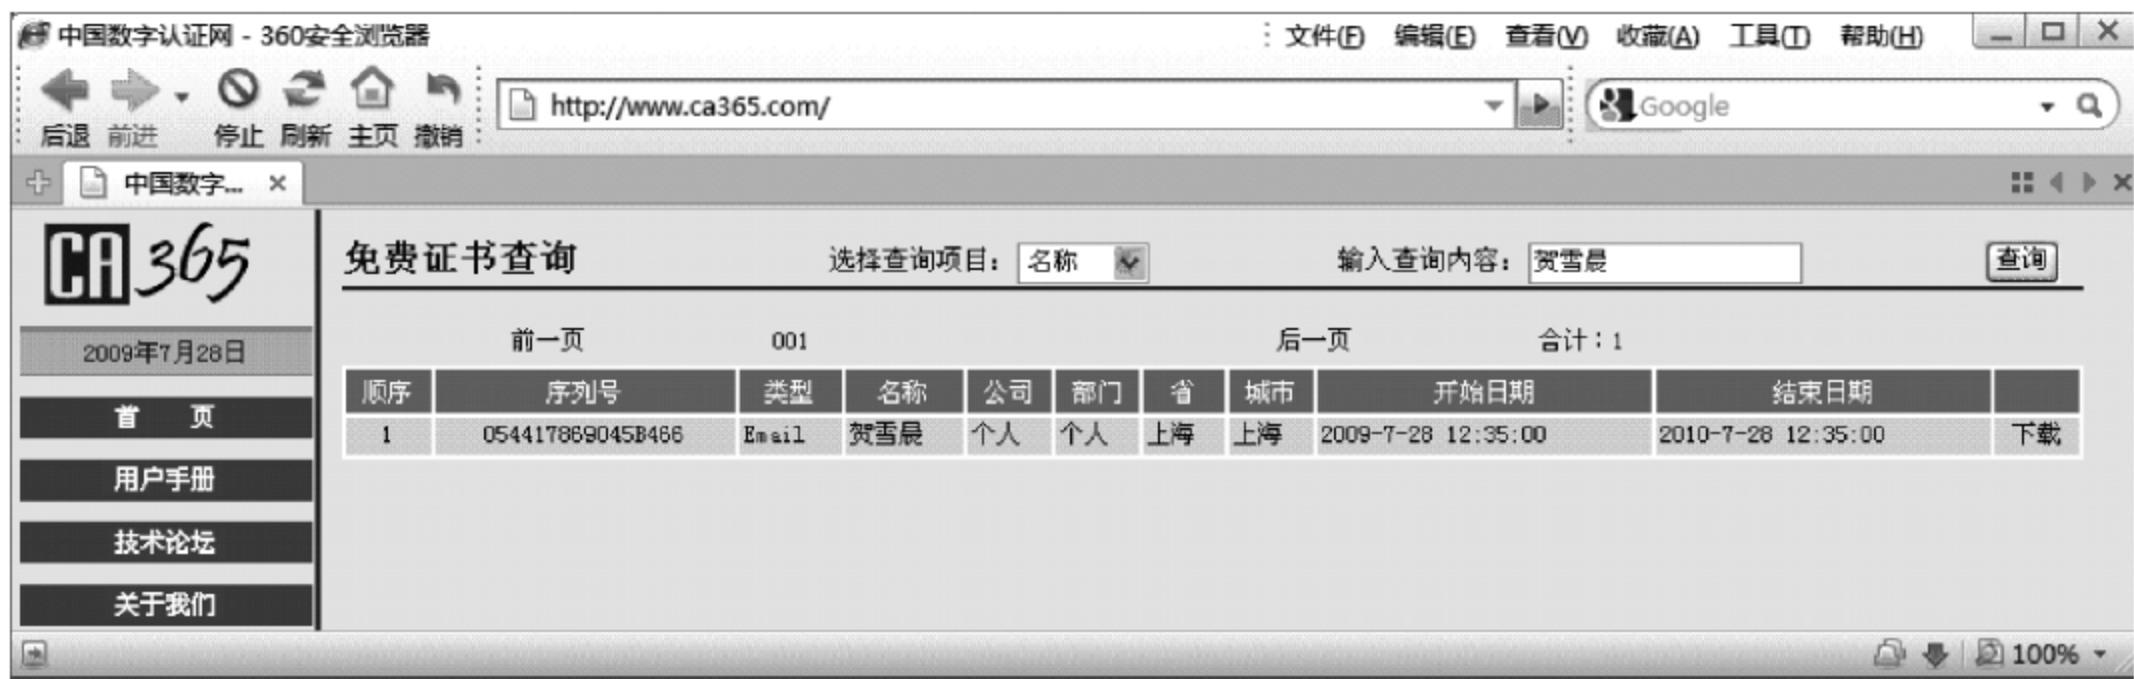 中国数字认证网 - 360安全浏览器 文件(F) 编辑(E) 查看(V) 收藏(A) 工具(T) 帮助(H)
http://www.ca365.com/ Google
后退 前进 停止 刷新 主页 撤销
中国数字...
CA 365
免费证书查询 选择查询项目： 名称 输入查询内容： 贺雪晨 查询
2009年7月28日
前一页 001 后一页 合计：1
顺序 序列号 类型 名称 公司 部门 省 城市 开始日期 结束日期
1 054417869045B466 Email 贺雪晨 个人 个人 上海 上海 2009-7-28 12:35:00 2010-7-28 12:35:00 下载
首 页
用户手册
技术论坛
关于我们
100%